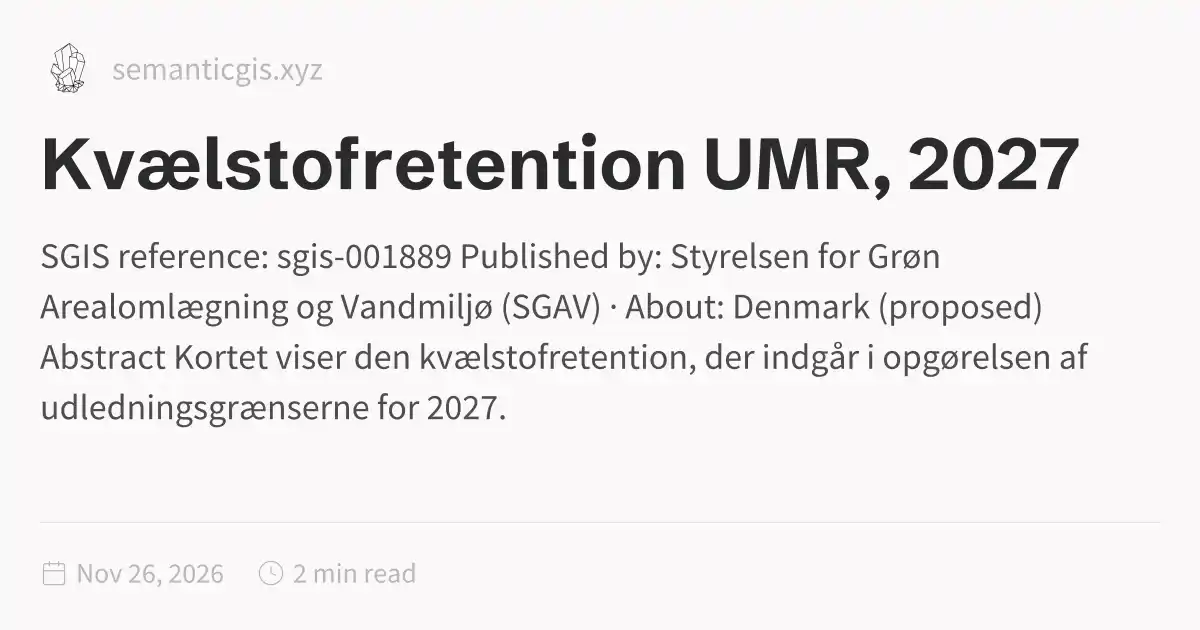 semanticgis.xyz
Kvælstofretention UMR, 2027
SGIS reference: sgis-001889 Published by: Styrelsen for Grøn
Arealomlægning og Vandmiljø (SGAV) · About: Denmark (proposed)
Abstract Kortet viser den kvælstofretention, der indgår i opgørelsen af
udledningsgrænserne for 2027.
Nov 26, 2026 2 min read